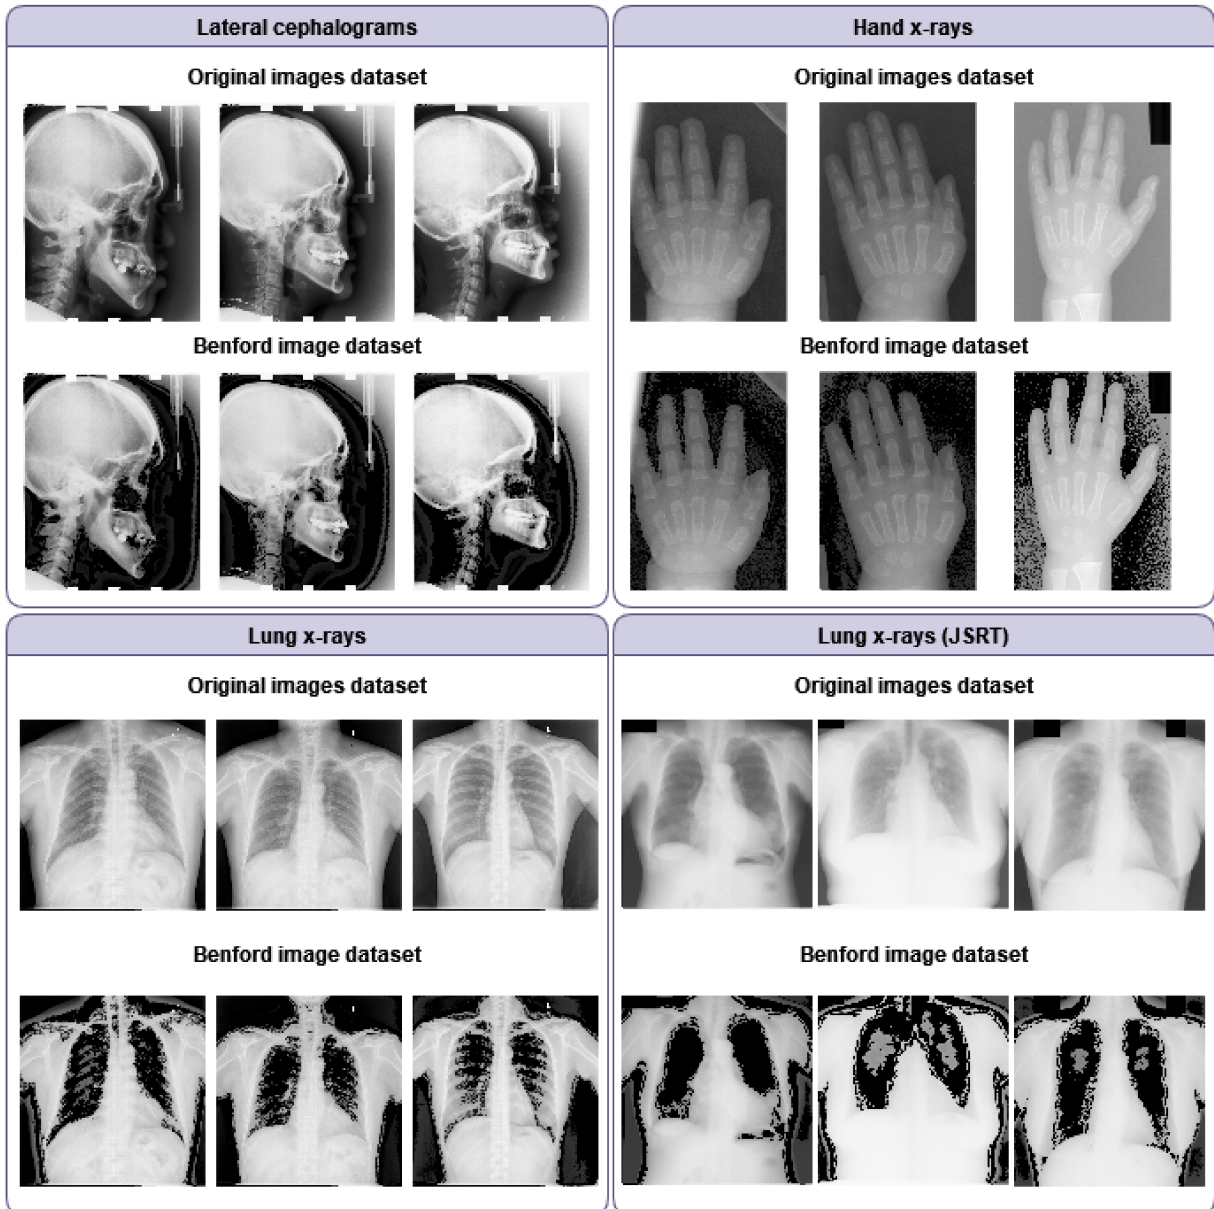 Lateral cephalograms
Original images dataset
Benford image dataset
Hand x-rays
Original images dataset
Benford image dataset
Lung x-rays
Original images dataset
Benford image dataset
Lung x-rays (JSRT)
Original images dataset
Benford image dataset